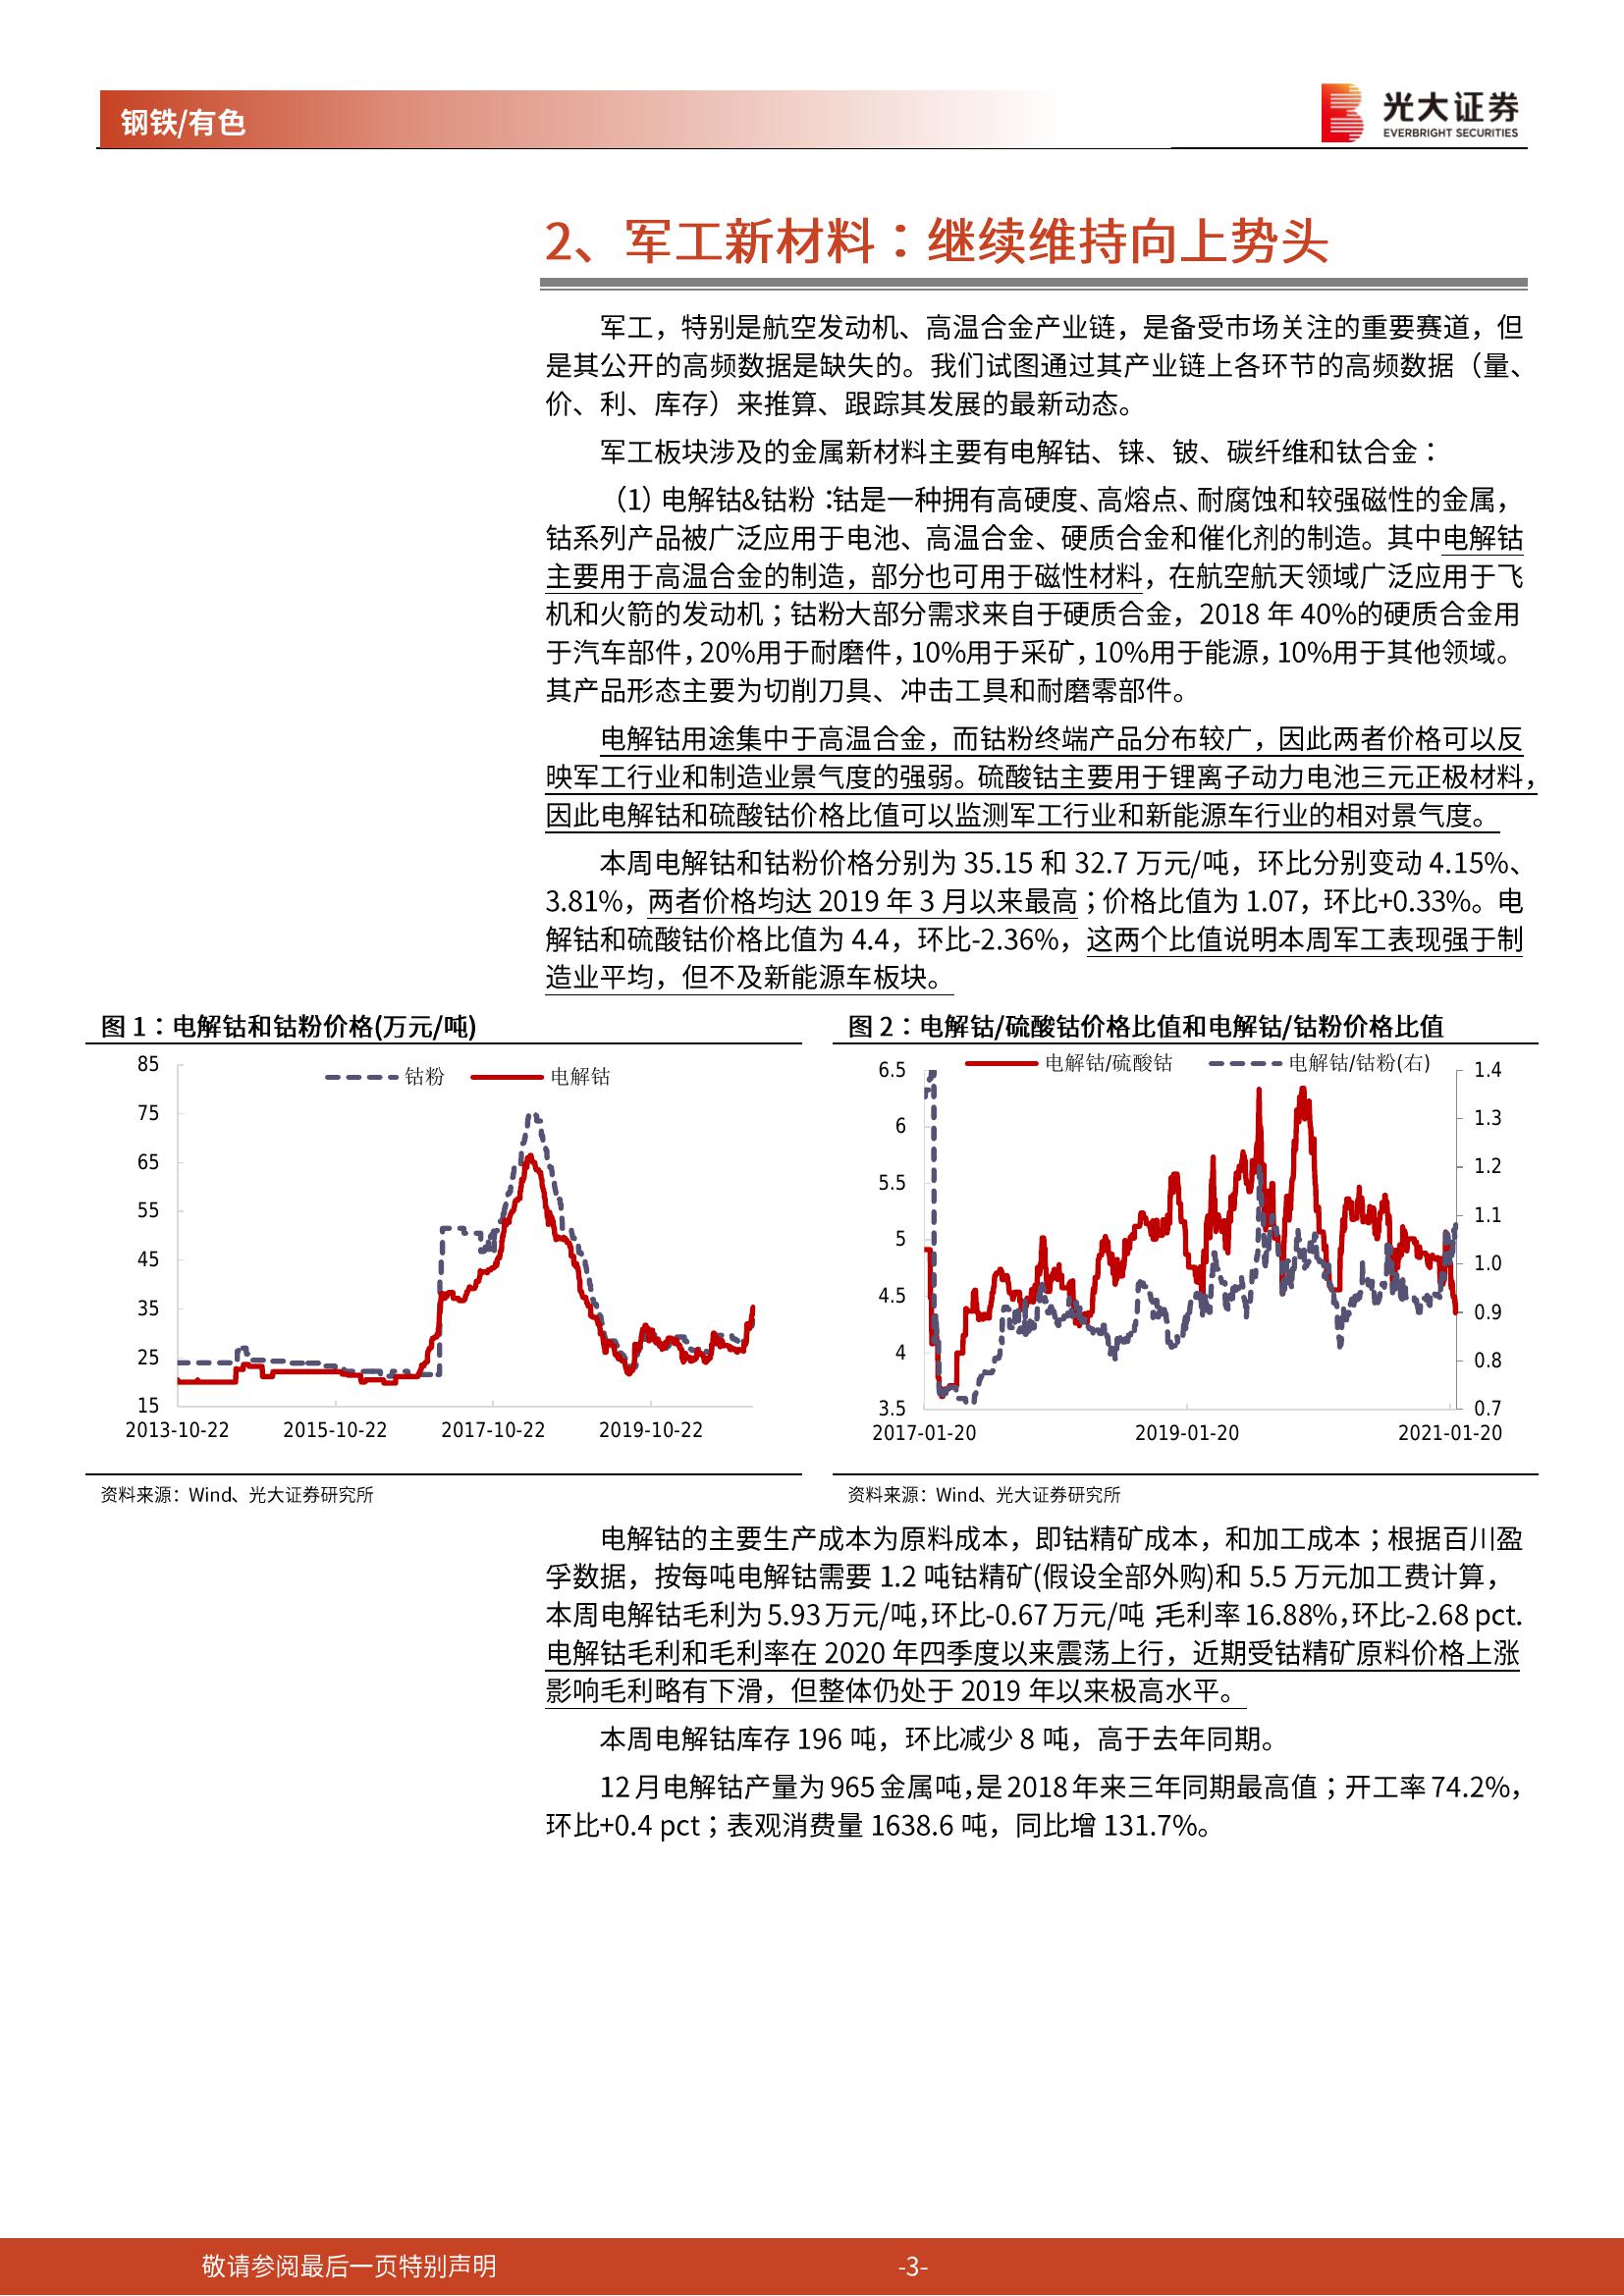 钢铁/有色
光大证券
EVERBRIGHT SECURITIES
2、军工新材料：继续维持向上势头
军工，特别是航空发动机、高温合金产业链，是备受市场关注的重要赛道，但
是其公开的高频数据是缺失的。我们试图通过其产业链上各环节的高频数据（量、
价、利、库存）来推算、跟踪其发展的最新动态。
军工板块涉及的金属新材料主要有电解钴、铼、铍、碳纤维和钛合金：
（1）电解钴&钴粉：钴是一种拥有高硬度、高熔点、耐腐蚀和较强磁性的金属，
钴系列产品被广泛应用于电池、高温合金、硬质合金和催化剂的制造。其中电解钴
主要用于高温合金的制造，部分也可用于磁性材料，在航空航天领域广泛应用于飞
机和火箭的发动机；钴粉大部分需求来自于硬质合金，2018 年 40%的硬质合金用
于汽车部件，20%用于耐磨件，10%用于采矿，10%用于能源，10%用于其他领域。
其产品形态主要为切削刀具、冲击工具和耐磨零部件。
电解钴用途集中于高温合金，而钴粉终端产品分布较广，因此两者价格可以反
映军工行业和制造业景气度的强弱。硫酸钴主要用于锂离子动力电池三元正极材料，
因此电解钴和硫酸钴价格比值可以监测军工行业和新能源车行业的相对景气度。
本周电解钴和钴粉价格分别为 35.15 和 32.7 万元/吨，环比分别变动 4.15%、
3.81%，两者价格均达 2019 年 3 月以来最高；价格比值为 1.07，环比+0.33%。电
解钴和硫酸钴价格比值为 4.4，环比-2.36%，这两个比值说明本周军工表现强于制
造业平均，但不及新能源车板块。
图 1：电解钴和钴粉价格(万元/吨)
钴粉 电解钴
85
75
65
55
45
35
25
15
2013-10-22 2015-10-22 2017-10-22 2019-10-22
资料来源：Wind、光大证券研究所
图 2：电解钴/硫酸钴价格比值和电解钴/钴粉价格比值
电解钴/硫酸钴 电解钴/钴粉(右)
6.5 1.4
6 1.3
5.5 1.2
5 1.1
4.5 1.0
4 0.9
3.5 0.8
0.7
2017-01-20 2019-01-20 2021-01-20
资料来源：Wind、光大证券研究所
电解钴的主要生产成本为原料成本，即钴精矿成本，和加工成本；根据百川盈
孚数据，按每吨电解钴需要 1.2 吨钴精矿(假设全部外购)和 5.5 万元加工费计算，
本周电解钴毛利为 5.93 万元/吨，环比-0.67 万元/吨；毛利率 16.88%，环比-2.68 pct.
电解钴毛利和毛利率在 2020 年四季度以来震荡上行，近期受钴精矿原料价格上涨
影响毛利略有下滑，但整体仍处于 2019 年以来极高水平。
本周电解钴库存 196 吨，环比减少 8 吨，高于去年同期。
12 月电解钴产量为 965 金属吨，是 2018 年来三年同期最高值；开工率 74.2%，
环比+0.4 pct；表观消费量 1638.6 吨，同比增 131.7%。
敬请参阅最后一页特别声明
-3-